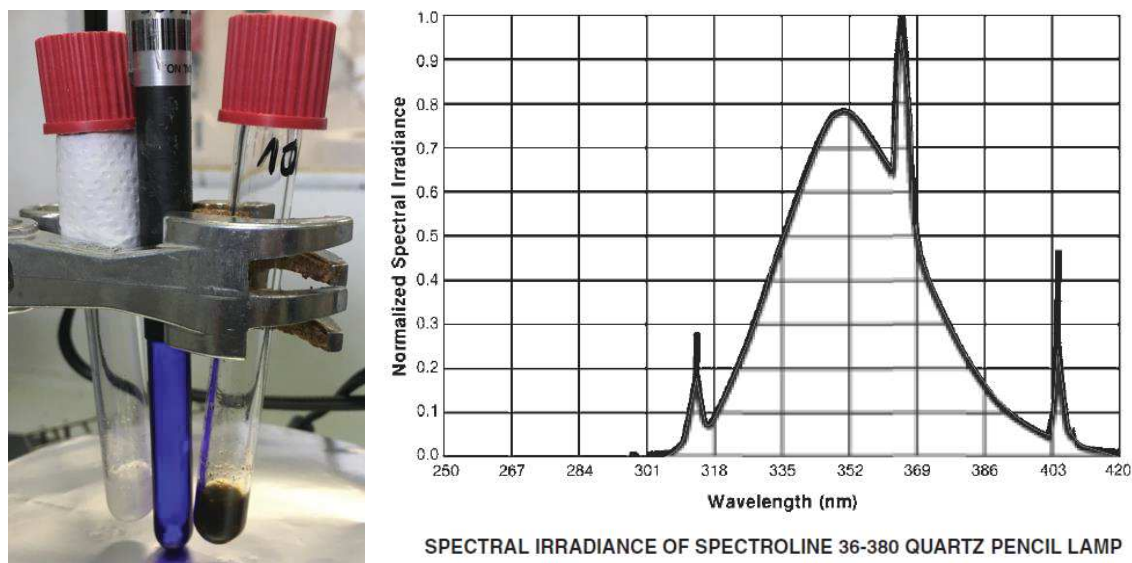 AL NO.
10
Normalized Spectral Irradiance
1.0
0.9
0.8
0.7
0.6
0.5
0.4
0.3
0.2
0.1
0.0
250 267 284 301 318 335 352 369 386 403 420
Wavelength (nm)
SPECTRAL IRRADIANCE OF SPECTROLINE 36-380 QUARTZ PENCIL LAMP